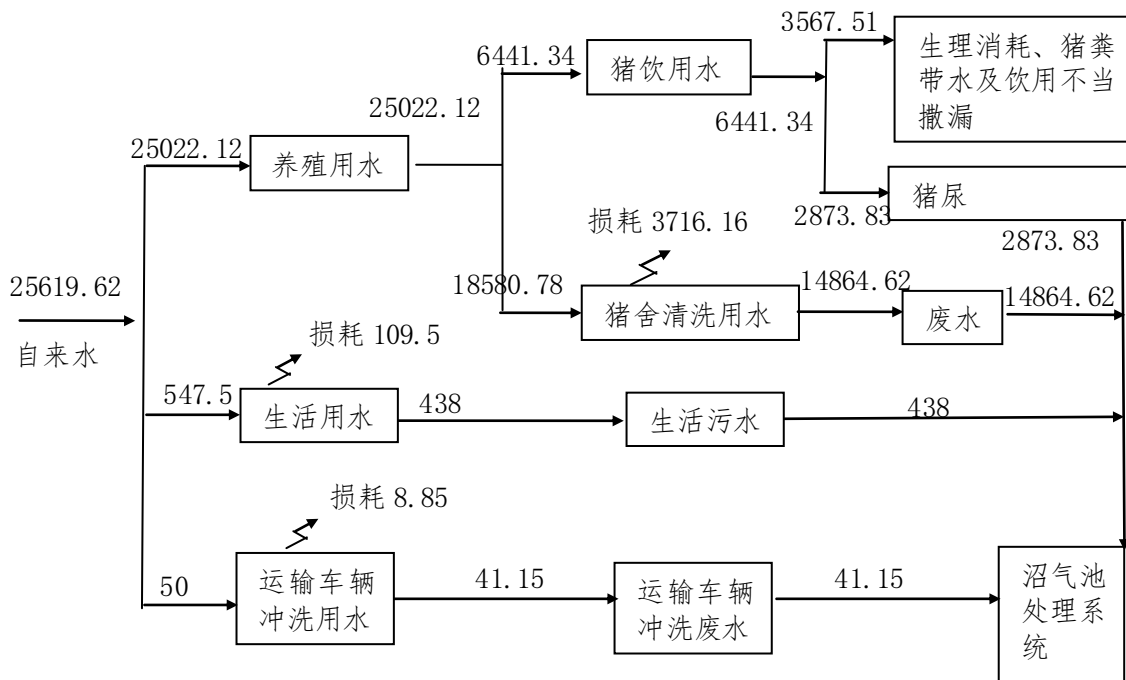 3567.51
6441.34
猪饮用水
生理消耗、猪粪
带水及饮用不当
撒漏
25022.12
6441.34
25022.12
养殖用水
猪尿
2873.83
2873.83
损耗 3716.16
25619.62
18580.78
猪舍清洗用水
14864.62
废水
14864.62
自来水
损耗 109.5
547.5
生活用水
438
生活污水
438
损耗 8.85
50
运输车辆
冲洗用水
41.15
运输车辆
冲洗废水
41.15
沼气池
处理系
统